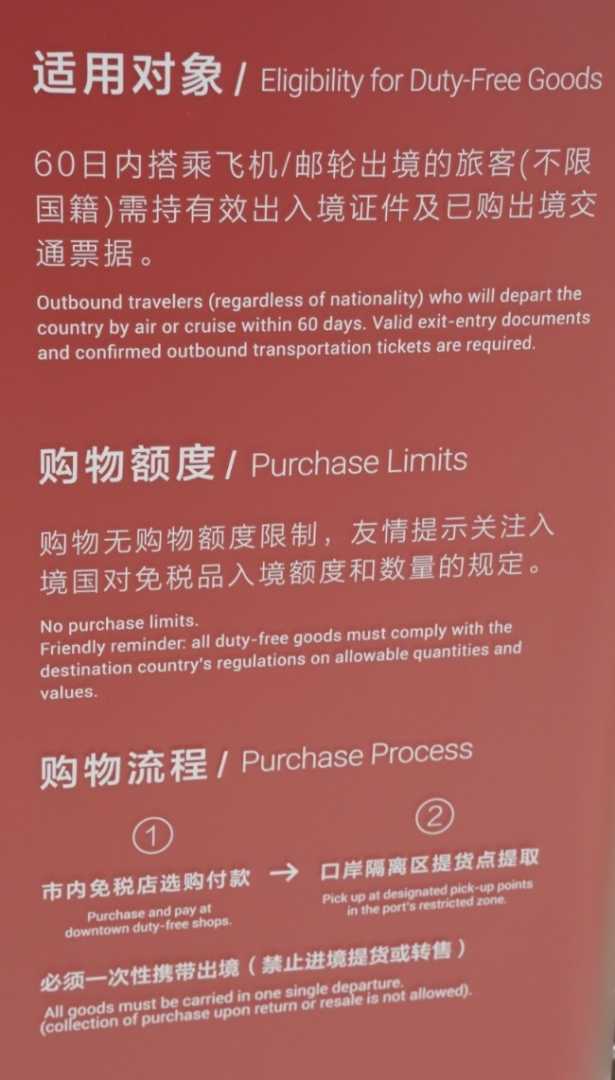 适用对象 / Eligibility for Duty-Free Goods
60日内搭乘飞机/邮轮出境的旅客(不限
国籍)需持有效出入境证件及已购出境交
通票据。
Outbound travelers (regardless of nationality) who will depart the
country by air or cruise within 60 days. Valid exit-entry documents
and confirmed outbound transportation tickets are required.
购物额度 / Purchase Limits
购物无购物额度限制，友情提示关注入
境国对免税品入境额度和数量的规定。
No purchase limits.
Friendly reminder: all duty-free goods must comply with the
destination country's regulations on allowable quantities and
values.
购物流程 / Purchase Process
①
市内免税店选购付款
Purchase and pay at
downtown duty-free shops.
→
②
口岸隔离区提货点提取
Pick up at designated pick-up points
in the port's restricted zone.
必须一次性携带出境（禁止进境提货或转售）
All goods must be carried in one single departure.
(collection of purchase upon return or resale is not allowed).